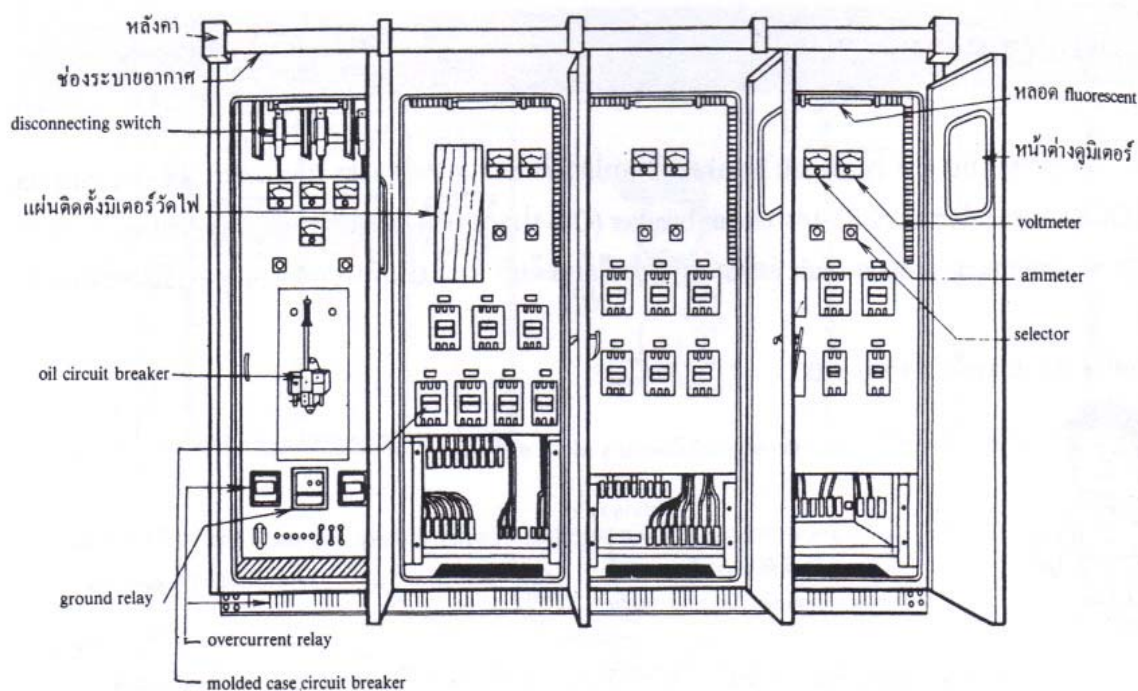 หลังคา
ช่องระบายอากาศ
disconnecting switch
แผ่นติดตั้งมิเตอร์วัดไฟ
oil circuit breaker
ground relay
overcurrent relay
molded case circuit breaker
หลอด fluorescent
หน้าต่างดูมิเตอร์
voltmeter
ammeter
selector